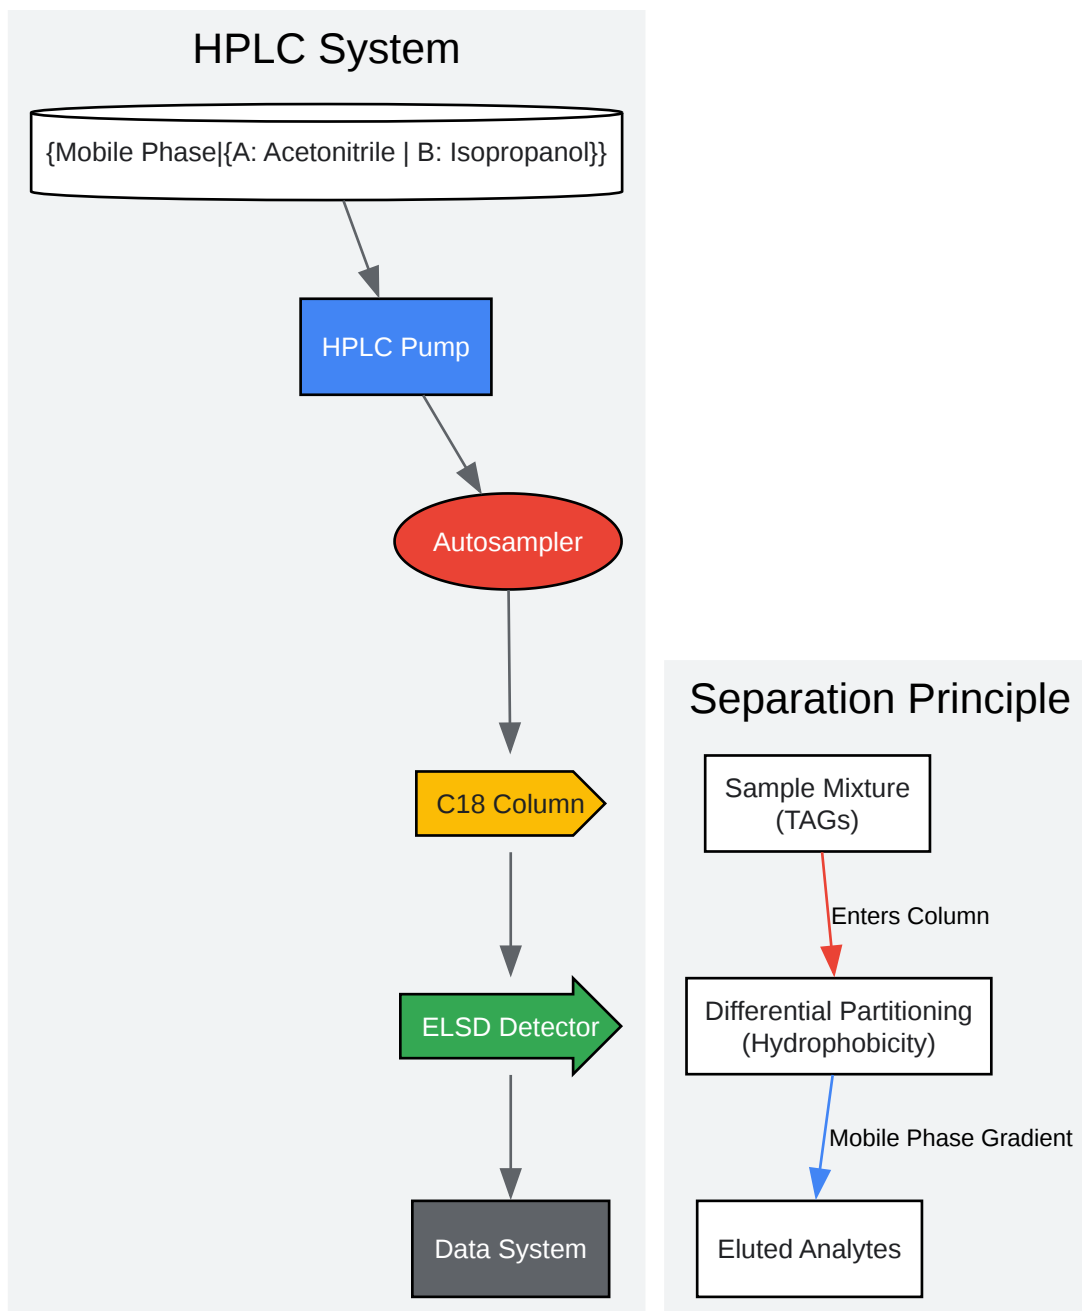 HPLC System
{Mobile Phase|{A: Acetonitrile | B: Isopropanol}}
HPLC Pump
Autosampler
C18 Column
ELSD Detector
Data System
Separation Principle
Sample Mixture
(TAGs)
Enters Column
Differential Partitioning
(Hydrophobicity)
Mobile Phase Gradient
Eluted Analytes